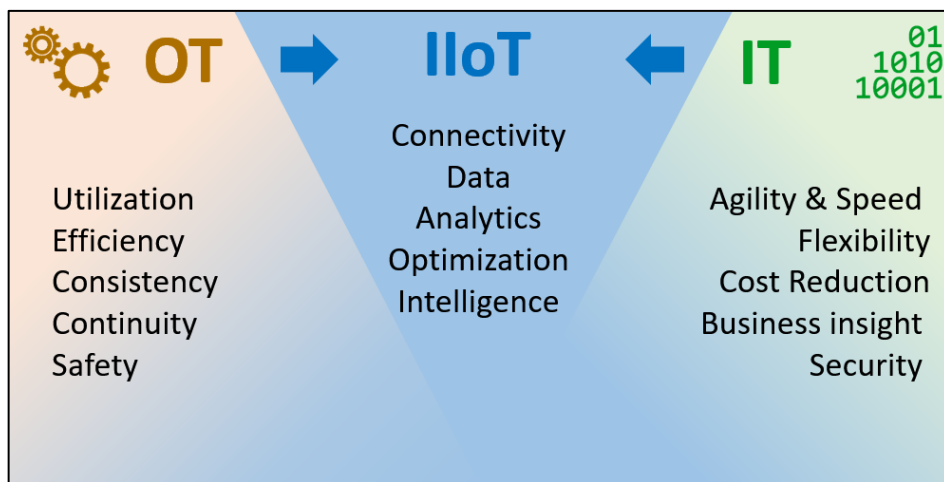 OT
IIoT
IT
01
1010
10001
Connectivity
Data
Analytics
Optimization
Intelligence
Utilization
Efficiency
Consistency
Continuity
Safety
Agility & Speed
Flexibility
Cost Reduction
Business insight
Security